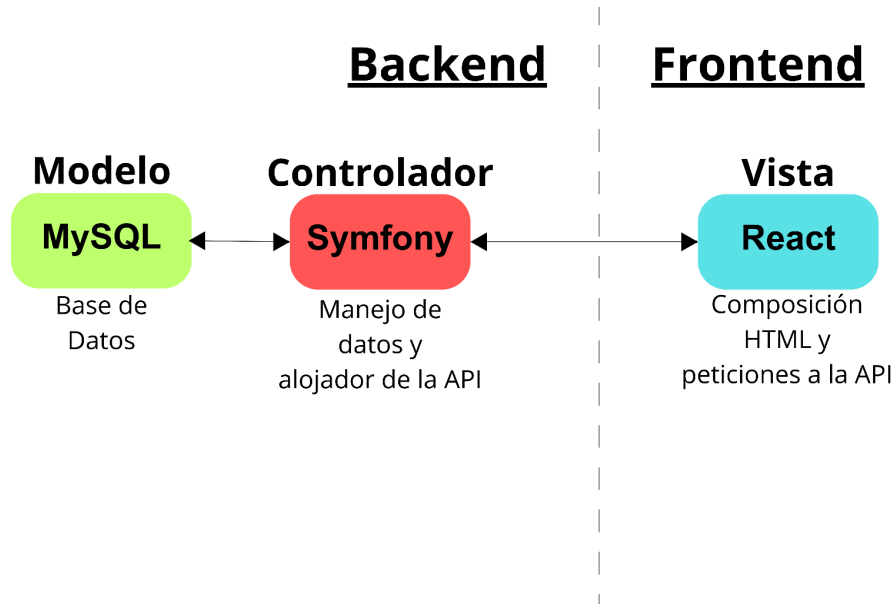 Backend
Frontend
Modelo
MySQL
Base de
Datos
Controlador
Symfony
Manejo de
datos y
alojador de la API
Vista
React
Composición
HTML y
peticiones a la API